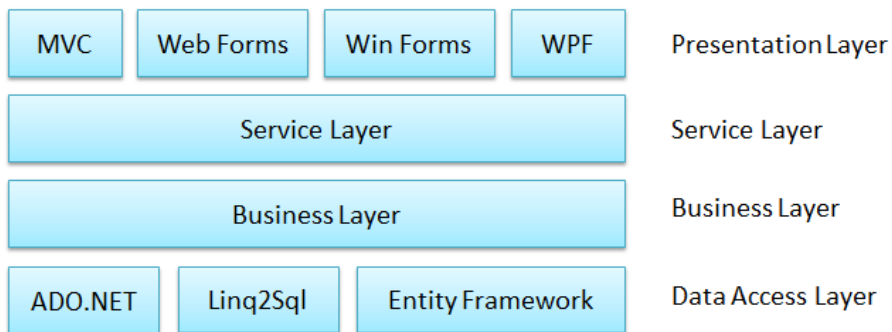 MVC Web Forms Win Forms WPF Presentation Layer
Service Layer Service Layer
Business Layer Business Layer
ADO.NET Linq2Sql Entity Framework Data Access Layer